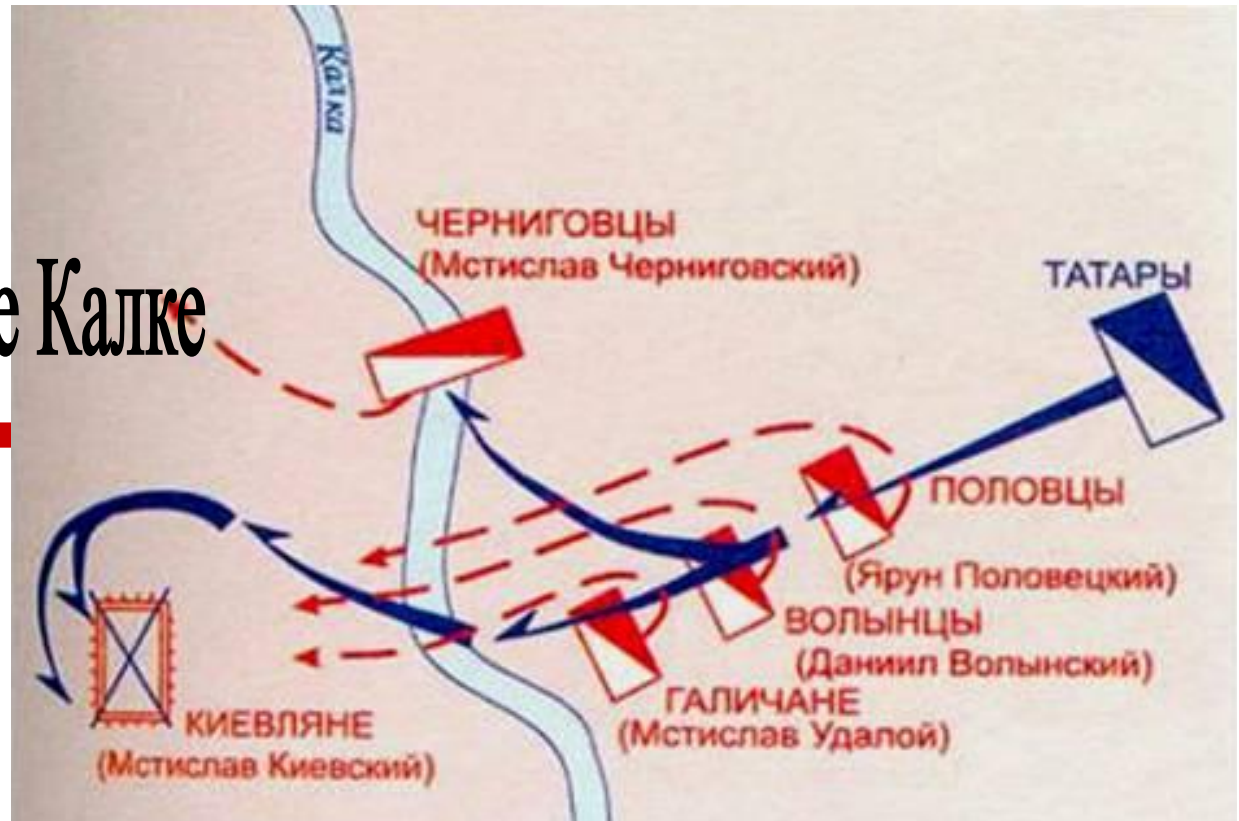 Калка
ЧЕРНИГОВЦЫ
(Мстислав Черниговский)
ТАТАРЫ
е Калке
ПОЛОВЦЫ
(Ярун Половецкий)
ВОЛЫНЦЫ
(Даниил Волынский)
ГАЛИЧАНЕ
(Мстислав Удалой)
КИЕВЛЯНЕ
(Мстислав Киевский)